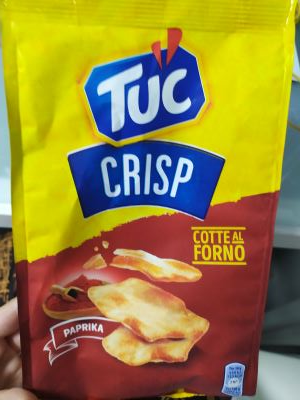 TUC
CRISP
COTTE AL
FORNO
PAPRIKA